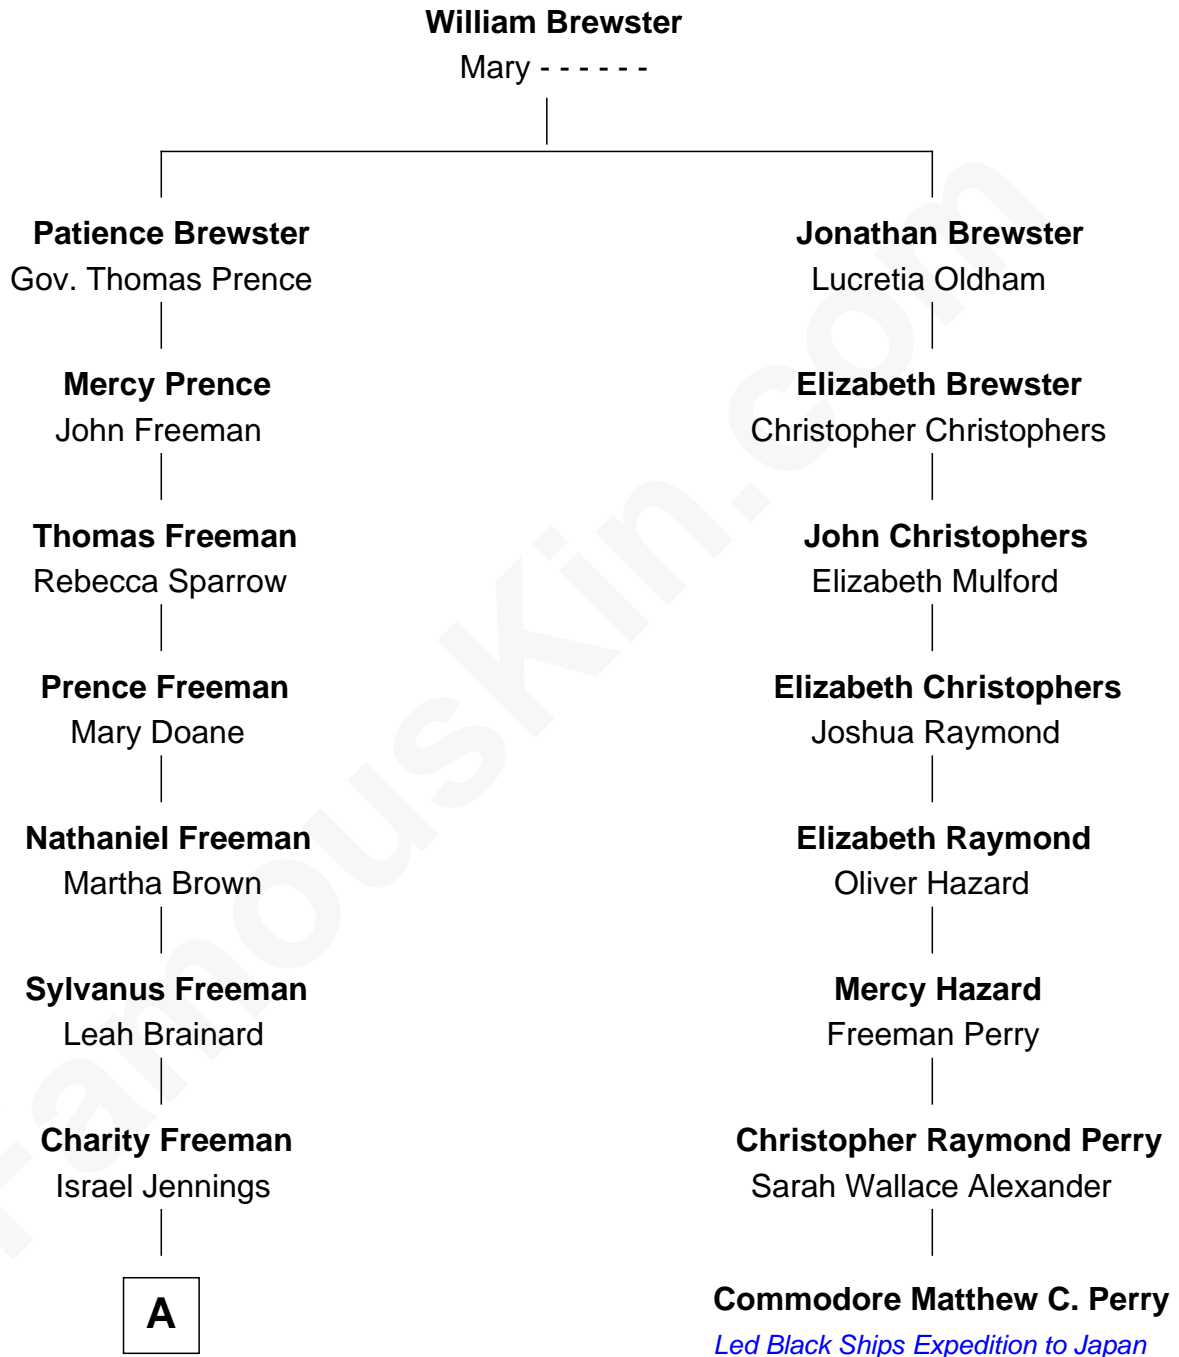 William Brewster
Mary - - - - - -
Patience Brewster
Gov. Thomas Prence
Jonathan Brewster
Lucretia Oldham
Mercy Prence
John Freeman
Elizabeth Brewster
Christopher Christophers
Thomas Freeman
Rebecca Sparrow
John Christophers
Elizabeth Mulford
Prence Freeman
Mary Doane
Elizabeth Christophers
Joshua Raymond
Nathaniel Freeman
Martha Brown
Elizabeth Raymond
Oliver Hazard
Sylvanus Freeman
Leah Brainard
Mercy Hazard
Freeman Perry
Charity Freeman
Israel Jennings
Christopher Raymond Perry
Sarah Wallace Alexander
A
Commodore Matthew C. Perry
Led Black Ships Expedition to Japan
FamousKin.com